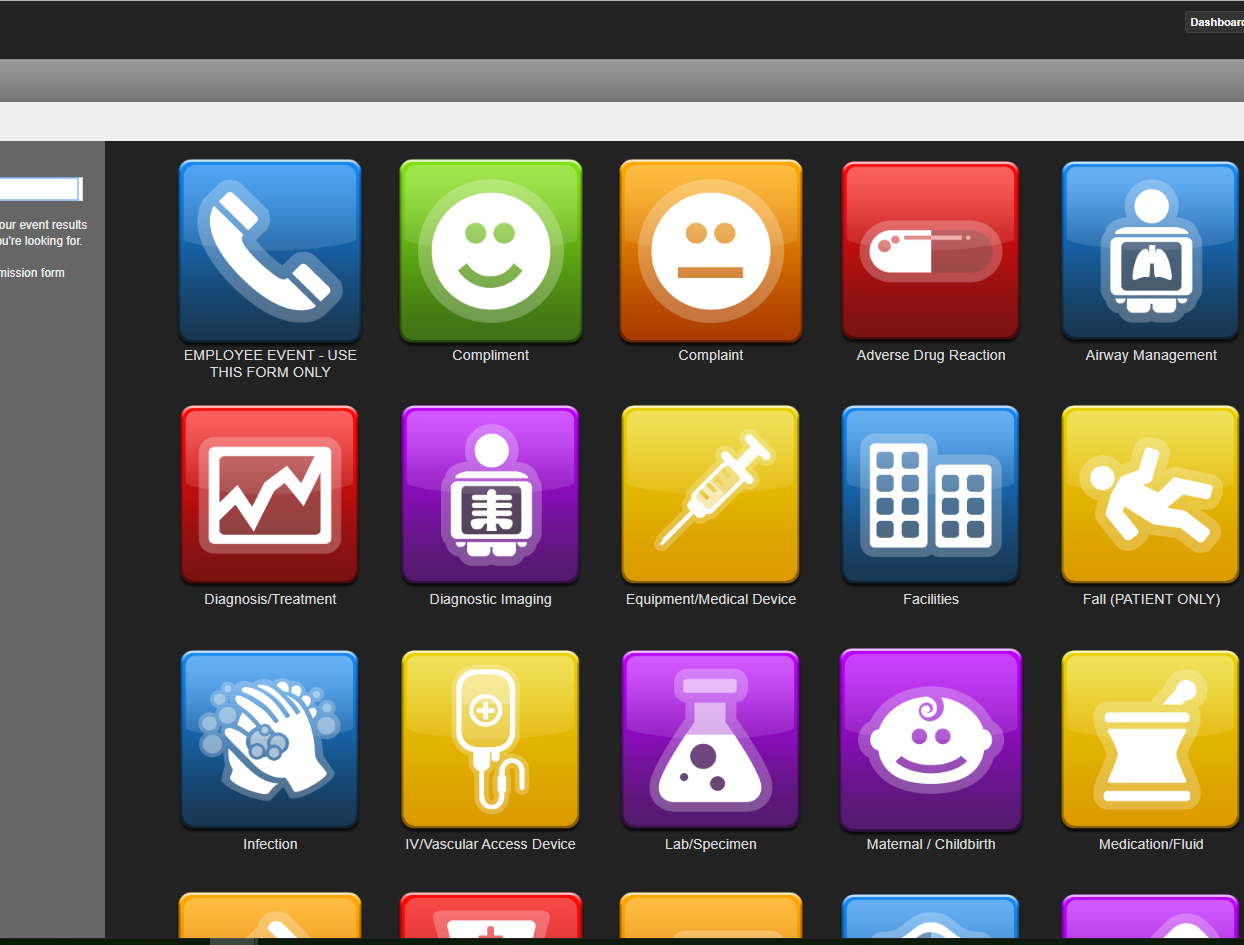 Dashboard
our event results
ou're looking for.
mission form
EMPLOYEE EVENT - USE
THIS FORM ONLY
Compliment
Complaint
Adverse Drug Reaction
Airway Management
Diagnosis/Treatment
Diagnostic Imaging
Equipment/Medical Device
Facilities
Fall (PATIENT ONLY)
Infection
IV/Vascular Access Device
Lab/Specimen
Maternal / Childbirth
Medication/Fluid